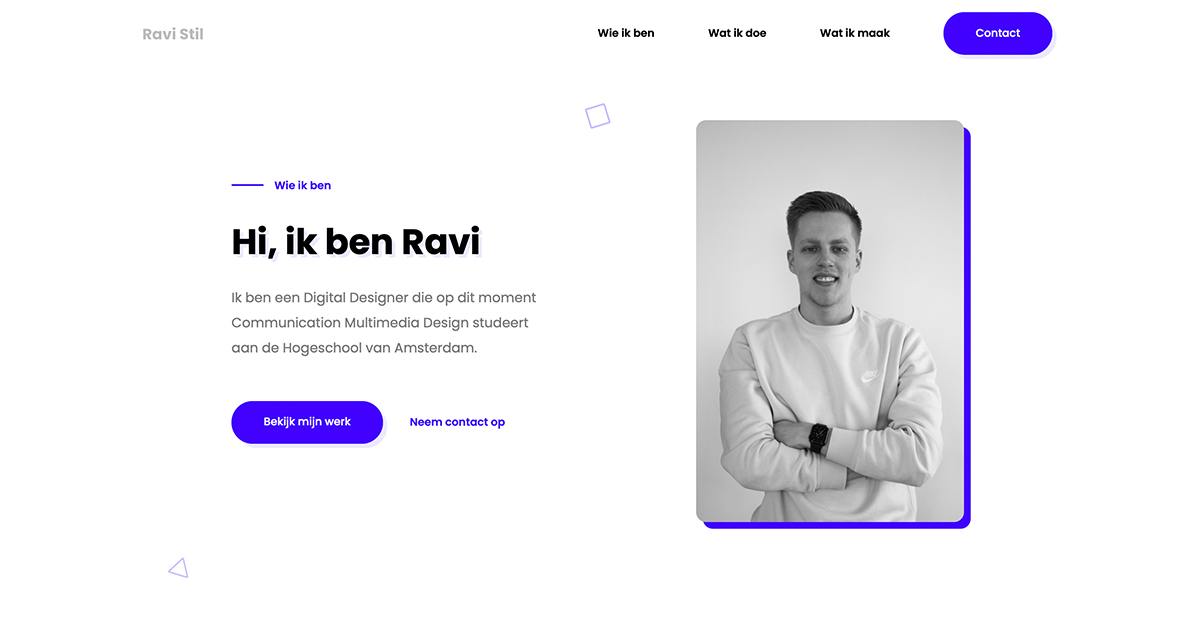 Ravi Stil
Wie ik ben
Wat ik doe
Wat ik maak
Contact
Wie ik ben
Hi, ik ben Ravi
Ik ben een Digital Designer die op dit moment
Communication Multimedia Design studeert
aan de Hogeschool van Amsterdam.
Bekijk mijn werk
Neem contact op